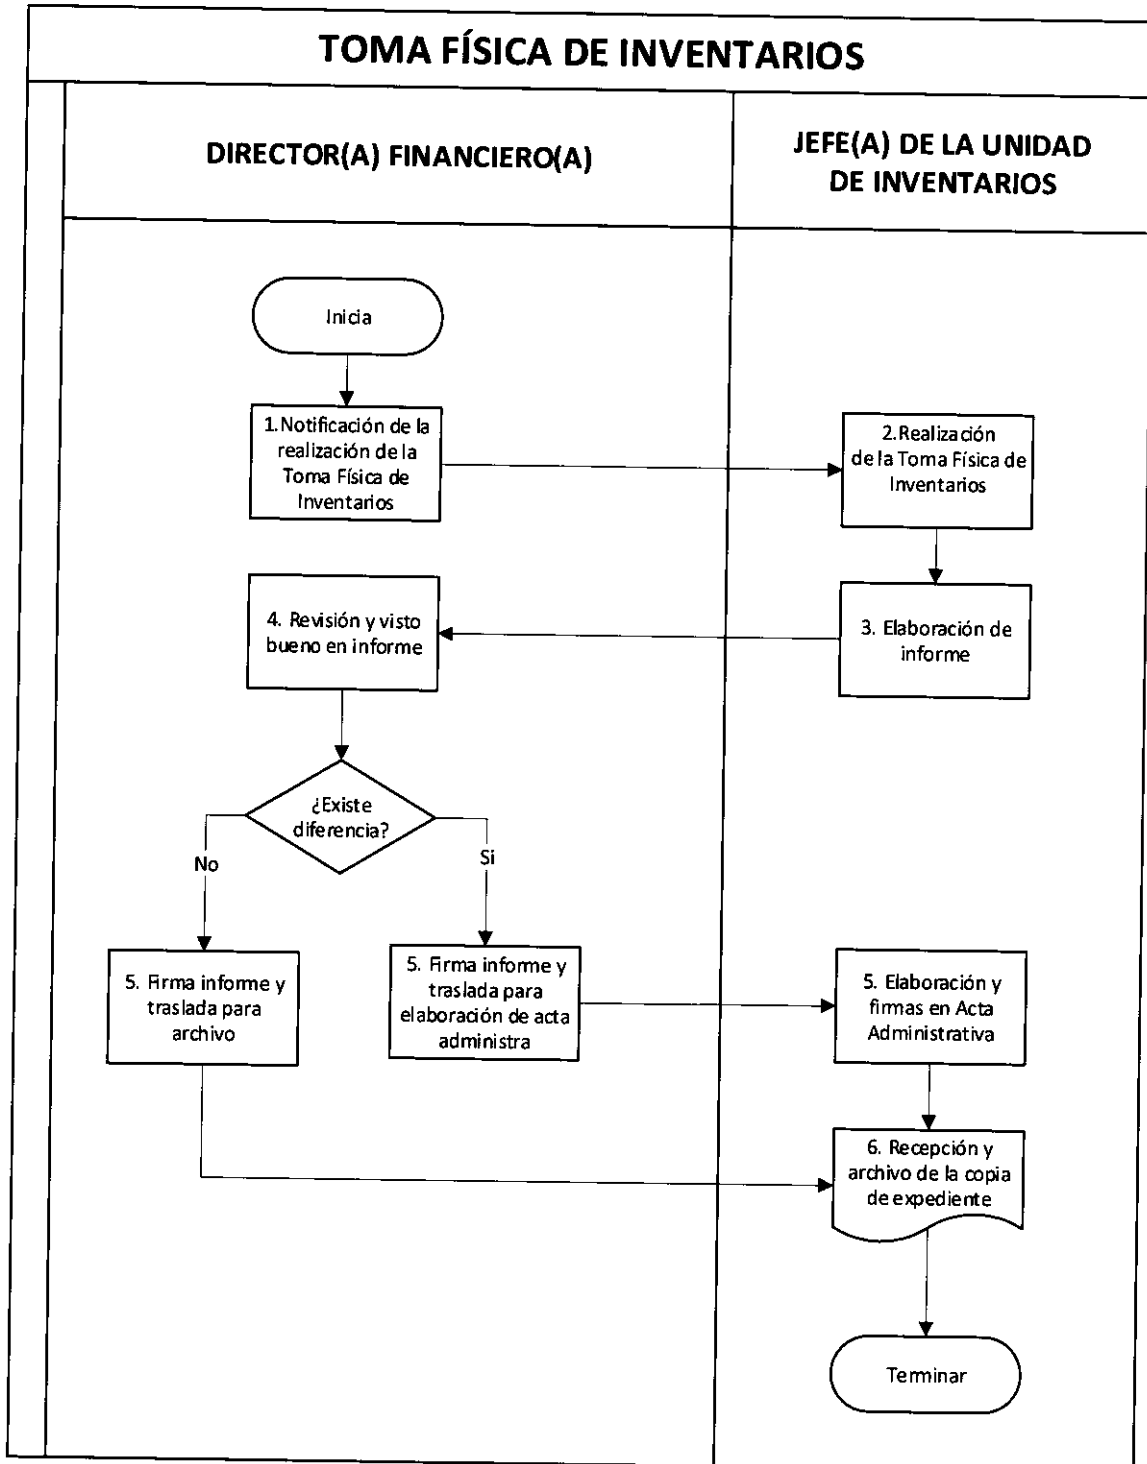 TOMA FÍSICA DE INVENTARIOS
DIRECTOR(A) FINANCIERO(A)
JEFE(A) DE LA UNIDAD
DE INVENTARIOS
Inicia
1.Notificación de la
realización de la
Toma Física de
Inventarios
2.Realización
de la Toma Física de
Inventarios
3. Elaboración de
informe
4. Revisión y visto
bueno en informe
¿Existe
diferencia?
No
Si
5. Firma informe y
traslada para
archivo
5. Firma informe y
traslada para
elaboración de acta
administra
5. Elaboración y
firmas en Acta
Administrativa
6. Recepción y
archivo de la copia
de expediente
Terminar